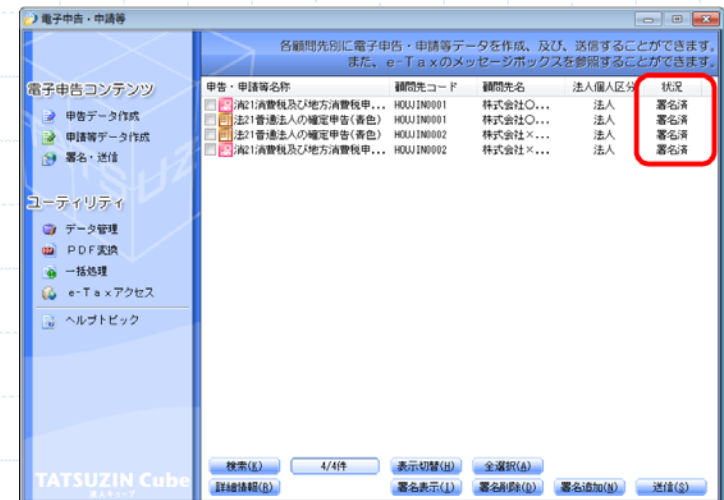 電子申告・申請等
各顧問先別に電子申告・申請等データを作成、及び、送信することができます。
また、e-Taxのメッセージボックスを参照することができます。
電子申告コンテンツ
申告データ作成
申請等データ作成
署名・送信
ユーティリティ
データ管理
PDF変換
一括処理
e-Taxアクセス
ヘルプトピック
申告・申請等名称 顧問先コード 顧問先名 法人個人区分 状況
消21消費税及び地方消費税申... HOUJIN0001 株式会社○... 法人 署名済
法21普通法人の確定申告(青色) HOUJIN0001 株式会社○... 法人 署名済
法21普通法人の確定申告(青色) HOUJIN0002 株式会社×... 法人 署名済
消21消費税及び地方消費税申... HOUJIN0002 株式会社×... 法人 署名済
検索(K) 4/4件 表示切替(H) 全選択(A)
詳細情報(R) 署名表示(I) 署名削除(D) 署名追加(N) 送信(S)
TATSUZIN Cube
達人キューブ